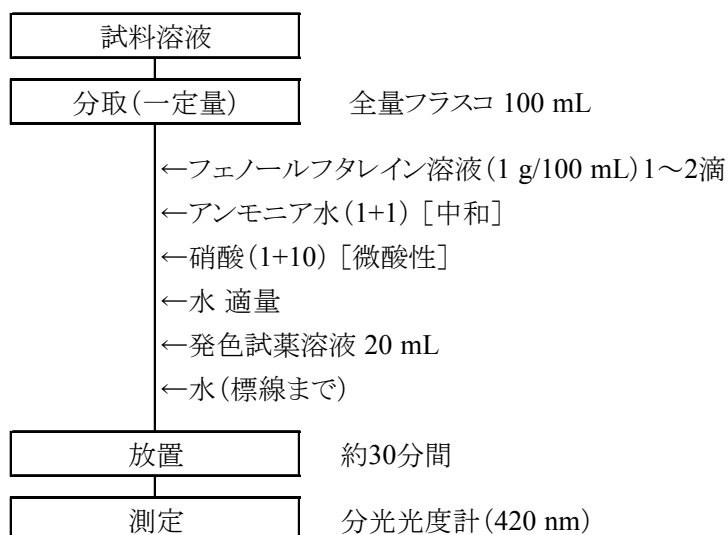 試料溶液
分取(一定量) 全量フラスコ 100 mL
←フェノールフタレイン溶液(1 g/100 mL)1～2滴
←アンモニア水(1+1)[中和]
←硝酸(1+10)[微酸性]
←水 適量
←発色試薬溶液 20 mL
←水(標線まで)
放置 約30分間
測定 分光光度計(420 nm)